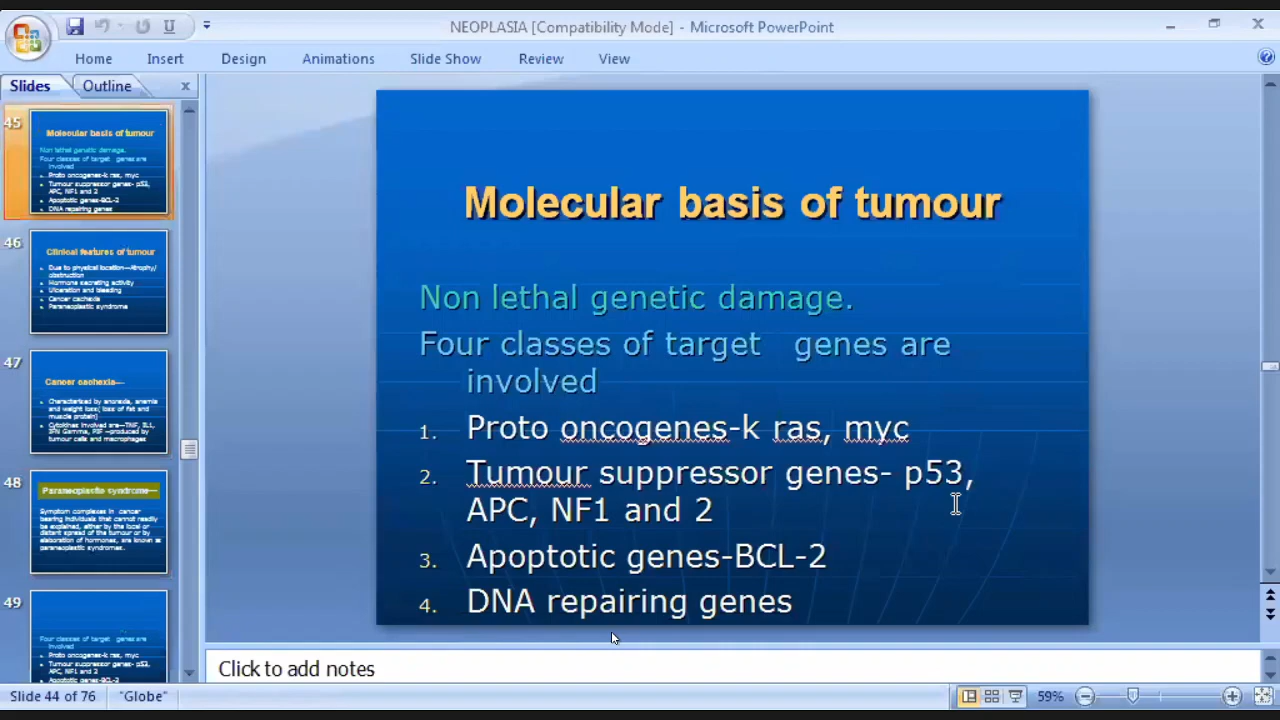 NEOPLASIA [Compatibility Mode] - Microsoft PowerPoint
Home Insert Design Animations Slide Show Review View
Slides Outline x
45
Molecular basis of tumour
Non lethal genetic damage.
Four classes of target genes are
involved
Proto oncogenes-k ras, myc
Tumour suppressor genes- p53,
APC, NF1 and 2
Apoptotic genes-BCL-2
DNA repairing genes
46
Clinical features of tumour
Due to physical location—Atrophy/
obstruction
Hormone secreting activity
Ulceration and bleeding
Cancer cachexia
Paraneoplastic syndrome
47
Cancer cachexia—
Characterised by anorexia, anemia
and weight loss( loss of fat and
muscle protein)
Cytokines involved are—TNF, IL1,
IFN Gamma, PIF —produced by
tumour cells and macrophages
48
Paraneoplastic syndrome—
Symptom complexes in cancer
bearing individuals that cannot readily
be explained, either by the local or
distant spread of the tumour or by
elaboration of hormones, are known as
paraneoplastic syndromes.
49
Four classes of target genes are
involved
Proto oncogenes-k ras, myc
Tumour suppressor genes- p53,
APC, NF1 and 2
Molecular basis of tumour
Non lethal genetic damage.
Four classes of target genes are
involved
1. Proto oncogenes-k ras, myc
2. Tumour suppressor genes- p53,
APC, NF1 and 2
3. Apoptotic genes-BCL-2
4. DNA repairing genes
Click to add notes
Slide 44 of 76 "Globe" 59%